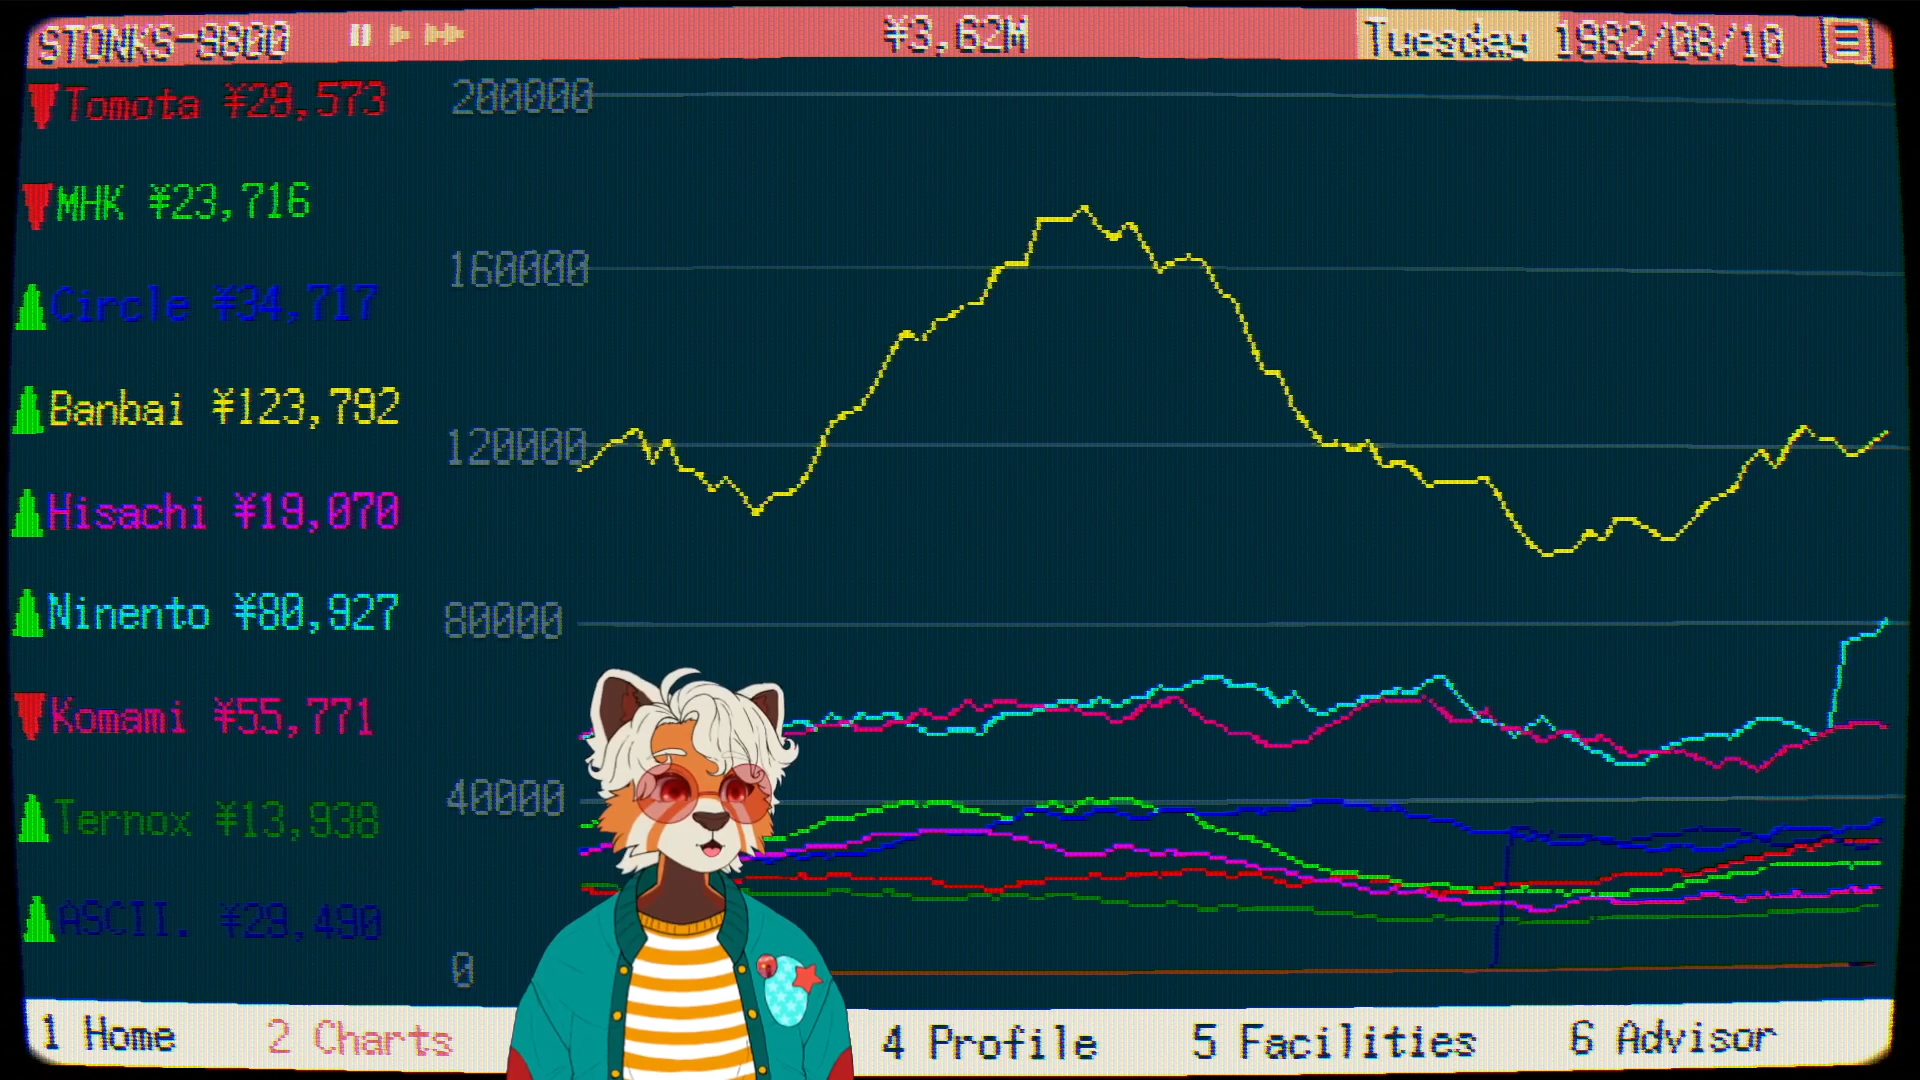 STONKS-9800 ¥3,62M Tuesday 1982/08/10
Tomota ¥28,573
MHK ¥23,716
Circle ¥34,717
Banbai ¥123,792
Hisachi ¥19,070
Ninento ¥80,927
Komami ¥55,771
Ternox ¥13,938
ASCII. ¥29,490
200000
160000
120000
80000
40000
0
1 Home 2 Charts 4 Profile 5 Facilities 6 Advisor